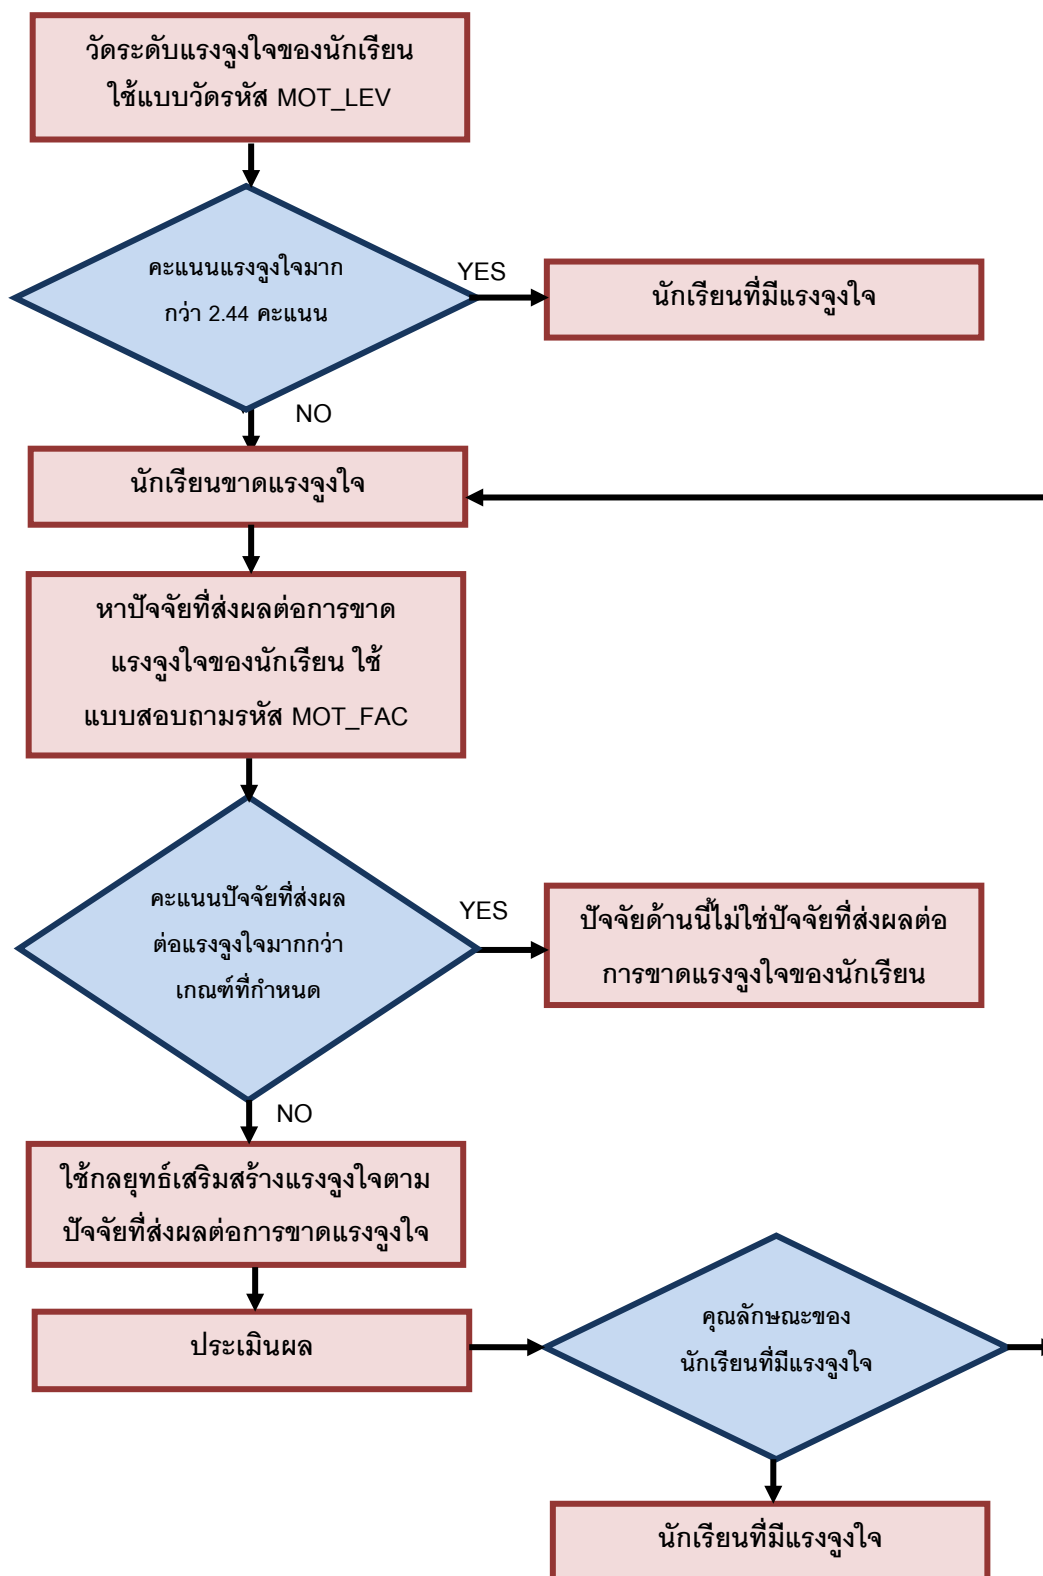 วัดระดับแรงจูงใจของนักเรียน
ใช้แบบวัดรหัส MOT_LEV
คะแนนแรงจูงใจมาก
กว่า 2.44 คะแนน
YES
นักเรียนที่มีแรงจูงใจ
NO
นักเรียนขาดแรงจูงใจ
หาปัจจัยที่ส่งผลต่อการขาด
แรงจูงใจของนักเรียน ใช้
แบบสอบถามรหัส MOT_FAC
คะแนนปัจจัยที่ส่งผล
ต่อแรงจูงใจมากกว่า
เกณฑ์ที่กำหนด
YES
ปัจจัยด้านนี้ไม่ใช่ปัจจัยที่ส่งผลต่อ
การขาดแรงจูงใจของนักเรียน
NO
ใช้กลยุทธ์เสริมสร้างแรงจูงใจตาม
ปัจจัยที่ส่งผลต่อการขาดแรงจูงใจ
ประเมินผล
คุณลักษณะของ
นักเรียนที่มีแรงจูงใจ
นักเรียนที่มีแรงจูงใจ